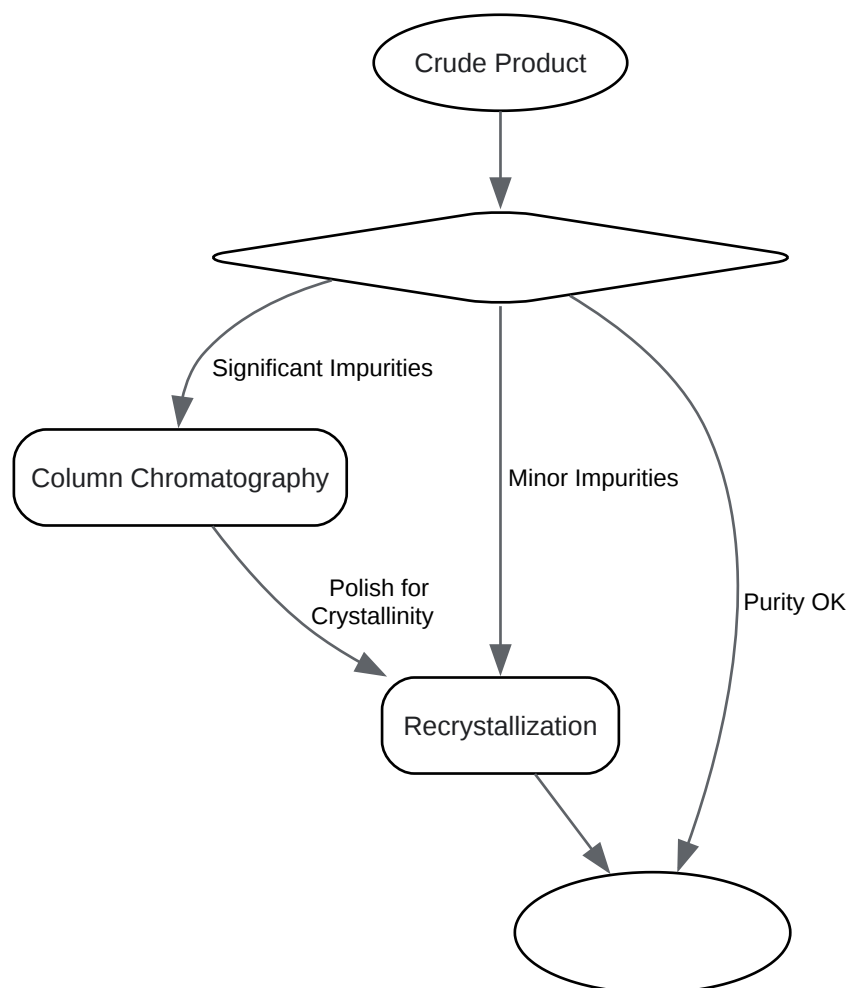 Crude Product
Significant Impurities
Column Chromatography
Minor Impurities
Polish for
Crystallinity
Purity OK
Recrystallization